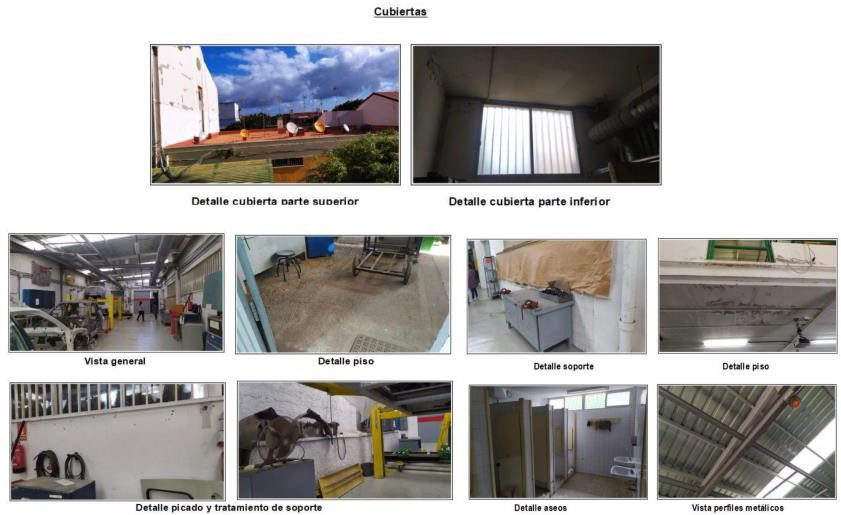 Cubiertas
Detalle cubierta parte superior
Detalle cubierta parte inferior
Vista general
Detalle piso
Detalle soporte
Detalle piso
Detalle picado y tratamiento de soporte
Detalle aseos
Vista perfiles metálicos